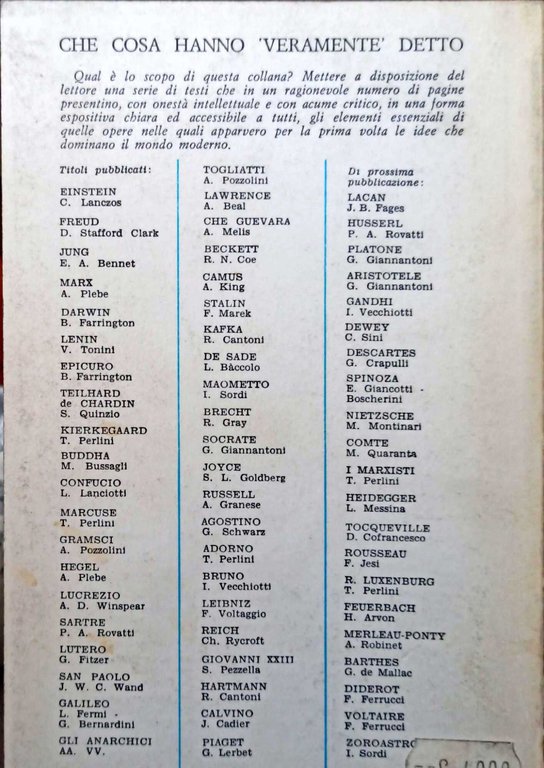 CHE COSA HANNO 'VERAMENTE' DETTO
Qual è lo scopo di questa collana? Mettere a disposizione del
lettore una serie di testi che in un ragionevole numero di pagine
presentino, con onestà intellettuale e con acume critico, in una forma
espositiva chiara ed accessibile a tutti, gli elementi essenziali di
quelle opere nelle quali apparvero per la prima volta le idee che
dominano il mondo moderno.
Titoli pubblicati:
EINSTEIN
C. Lanczos
FREUD
D. Stafford Clark
JUNG
E. A. Bennet
MARX
A. Plebe
DARWIN
B. Farrington
LENIN
V. Tonini
EPICURO
B. Farrington
TEILHARD
de CHARDIN
S. Quinzio
KIERKEGAARD
T. Perlini
BUDDHA
M. Bussagli
CONFUCIO
L. Lanciotti
MARCUSE
T. Perlini
GRAMSCI
A. Pozzolini
HEGEL
A. Plebe
LUCREZIO
A. D. Winspear
SARTRE
P. A. Rovatti
LUTERO
G. Fitzer
SAN PAOLO
J. W. C. Wand
GALILEO
L. Fermi -
G. Bernardini
GLI ANARCHICI
AA. VV.
TOGLIATTI
A. Pozzolini
LAWRENCE
A. Beal
CHE GUEVARA
A. Melis
BECKETT
R. N. Coe
CAMUS
A. King
STALIN
F. Marek
KAFKA
R. Cantoni
DE SADE
L. Bàccolo
MAOMETTO
I. Sordi
BRECHT
R. Gray
SOCRATE
G. Giannantoni
JOYCE
S. L. Goldberg
RUSSELL
A. Granese
AGOSTINO
G. Schwarz
ADORNO
T. Perlini
BRUNO
I. Vecchiotti
LEIBNIZ
F. Voltaggio
REICH
Ch. Rycroft
GIOVANNI XXIII
S. Pezzella
HARTMANN
R. Cantoni
CALVINO
J. Cadier
PIAGET
G. Lerbet
Di prossima
pubblicazione:
LACAN
J. B. Fages
HUSSERL
P. A. Rovatti
PLATONE
G. Giannantoni
ARISTOTELE
G. Giannantoni
GANDHI
I. Vecchiotti
DEWEY
C. Sini
DESCARTES
G. Crapulli
SPINOZA
E. Giancotti -
Boscherini
NIETZSCHE
M. Montinari
COMTE
M. Quaranta
I MARXISTI
T. Perlini
HEIDEGGER
L. Messina
TOCQUEVILLE
D. Cofrancesco
ROUSSEAU
F. Jesi
R. LUXENBURG
T. Perlini
FEUERBACH
H. Arvon
MERLEAU-PONTY
A. Robinet
BARTHES
G. de Mallac
DIDEROT
F. Ferrucci
VOLTAIRE
F. Ferrucci
ZOROASTRO
I. Sordi